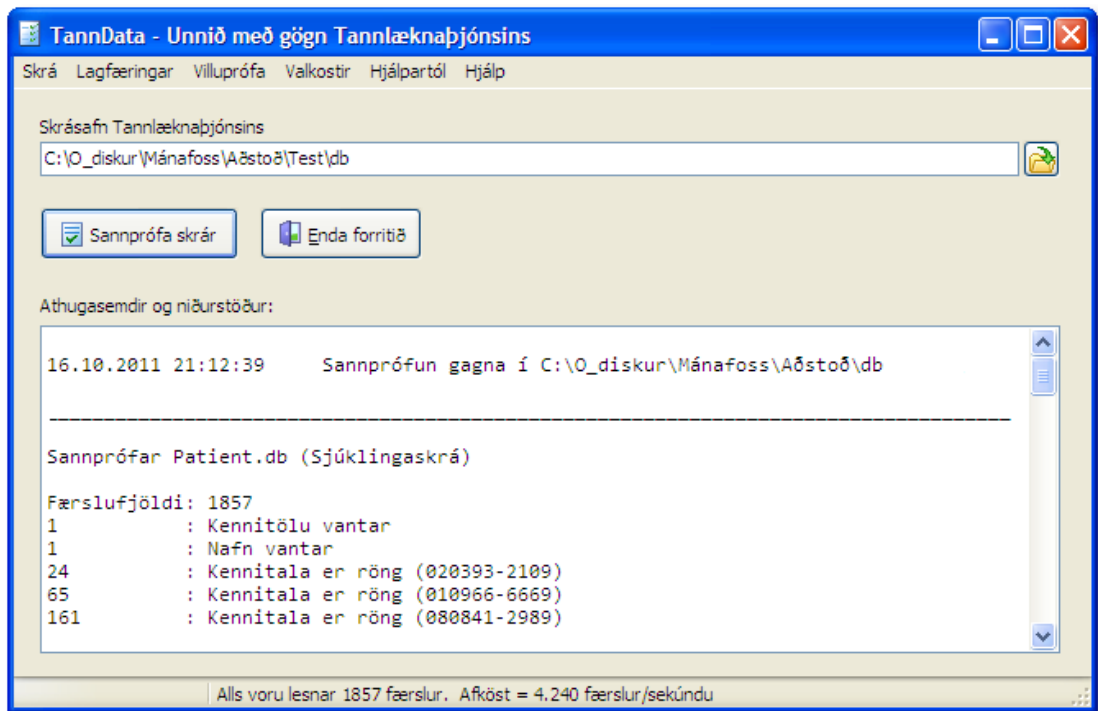 TannData - Unnið með gögn Tannlæknaþjónsins
Skrá Lagfæringar Villuprófa Valkostir Hjálpartól Hjálp
Skrásafn Tannlæknaþjónsins
C:\O_diskur\Mánafoss\Aðstoð\Test\db
Sannprófa skrár Enda forritið
Athugasemdir og niðurstöður:
16.10.2011 21:12:39 Sannprófun gagna í C:\O_diskur\Mánafoss\Aðstoð\db
Sannprófar Patient.db (Sjúklingaskrá)
Færslufjöldi: 1857
1 : Kennitölu vantar
1 : Nafn vantar
24 : Kennitala er röng (020393-2109)
65 : Kennitala er röng (010966-6669)
161 : Kennitala er röng (080841-2989)
Alls voru lesnar 1857 færslur. Afköst = 4.240 færslur/sekúndu